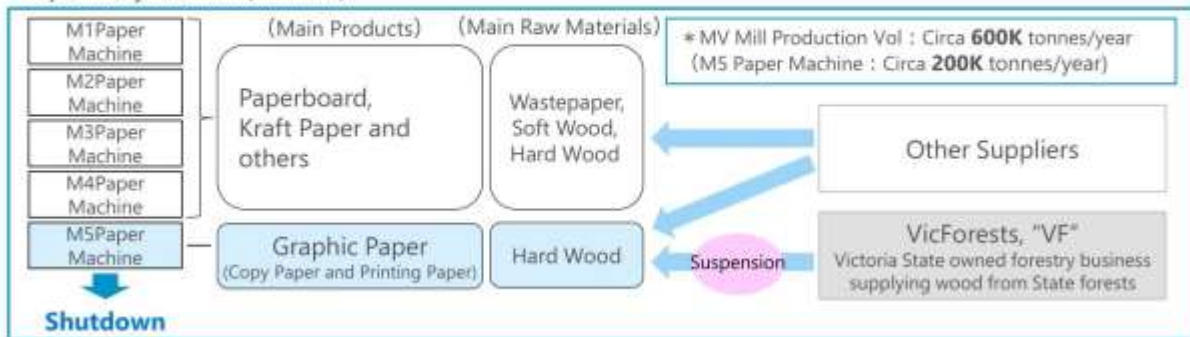 (Main Products)
(Main Raw Materials)
M1Paper
Machine
M2Paper
Machine
M3Paper
Machine
M4Paper
Machine
M5Paper
Machine
Shutdown
Paperboard,
Kraft Paper and
others
Graphic Paper
(Copy Paper and Printing Paper)
Wastepaper,
Soft Wood,
Hard Wood
Hard Wood
Suspension
* MV Mill Production Vol : Circa 600K tonnes/year
(M5 Paper Machine : Circa 200K tonnes/year)
Other Suppliers
VicForests, "VF"
Victoria State owned forestry business
supplying wood from State forests